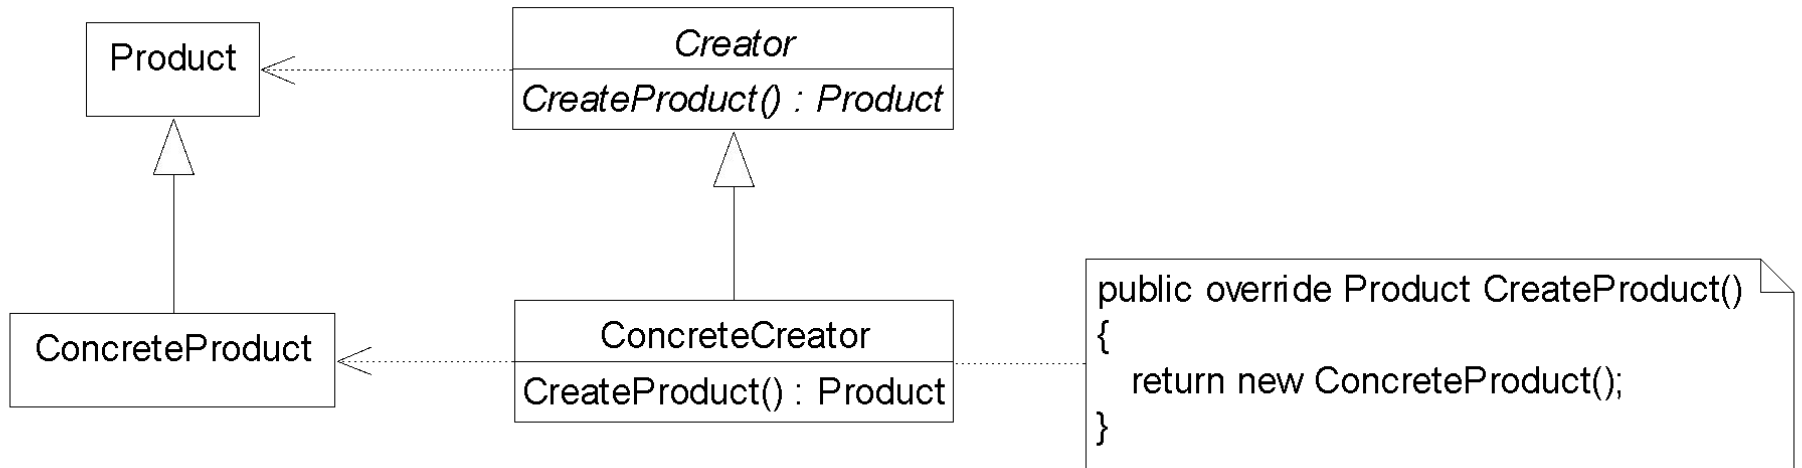 Product
Creator
CreateProduct() : Product
ConcreteProduct
ConcreteCreator
CreateProduct() : Product
public override Product CreateProduct()
{
return new ConcreteProduct();
}